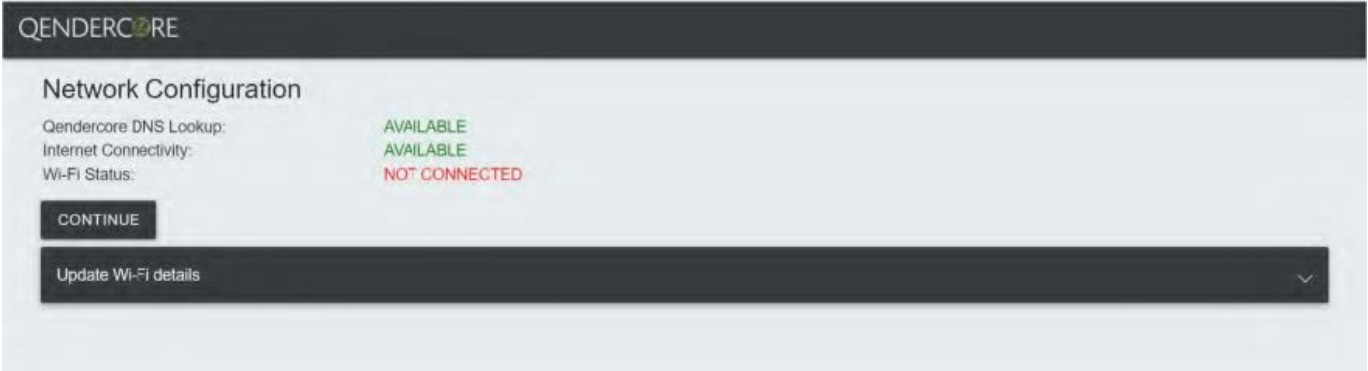 QENDERCORE
Network Configuration
Qendercore DNS Lookup: AVAILABLE
Internet Connectivity: AVAILABLE
Wi-Fi Status: NOT CONNECTED
CONTINUE
Update Wi-Fi details